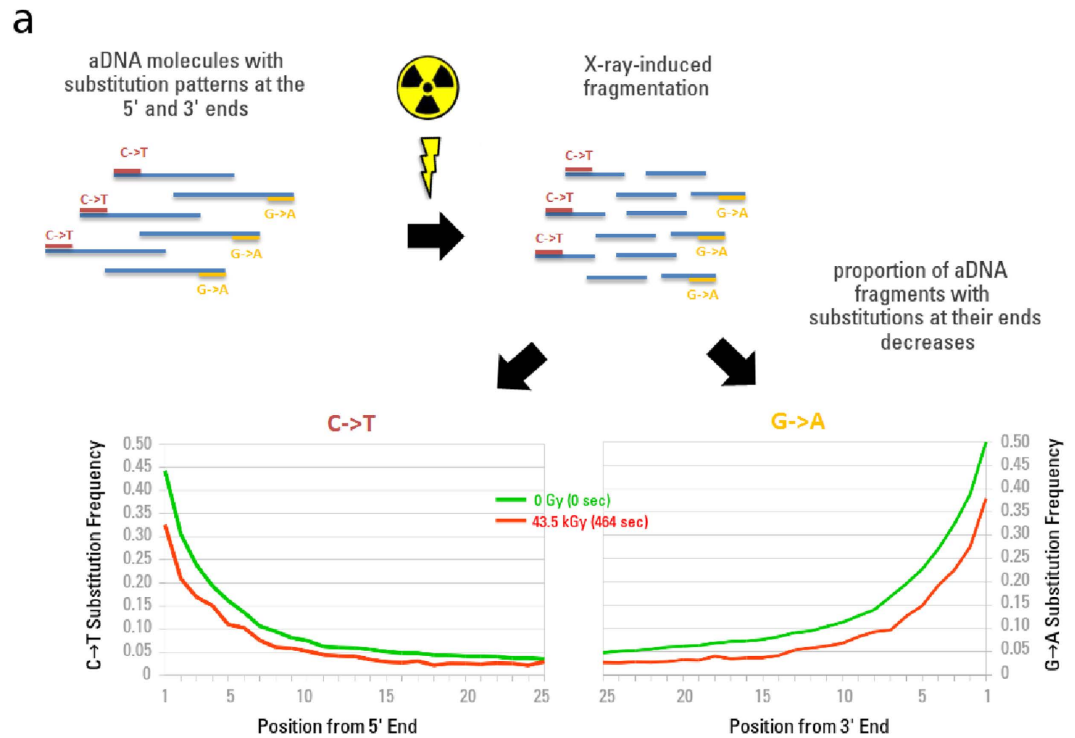 a
aDNA molecules with
substitution patterns at the
5' and 3' ends
X-ray-induced
fragmentation
C->T
C->T
C->T
G->A
G->A
G->A
C->T
C->T
C->T
G->A
G->A
G->A
proportion of aDNA
fragments with
substitutions at their ends
decreases
C->T
C→T Substitution Frequency
0.50
0.45
0.40
0.35
0.30
0.25
0.20
0.15
0.10
0.05
0
1
5
10
15
20
25
Position from 5' End
0 Gy (0 sec)
43.5 kGy (464 sec)
G->A
0.50
0.45
0.40
0.35
0.30
0.25
0.20
0.15
0.10
0.05
0
G→A Substitution Frequency
25
20
15
10
5
1
Position from 3' End